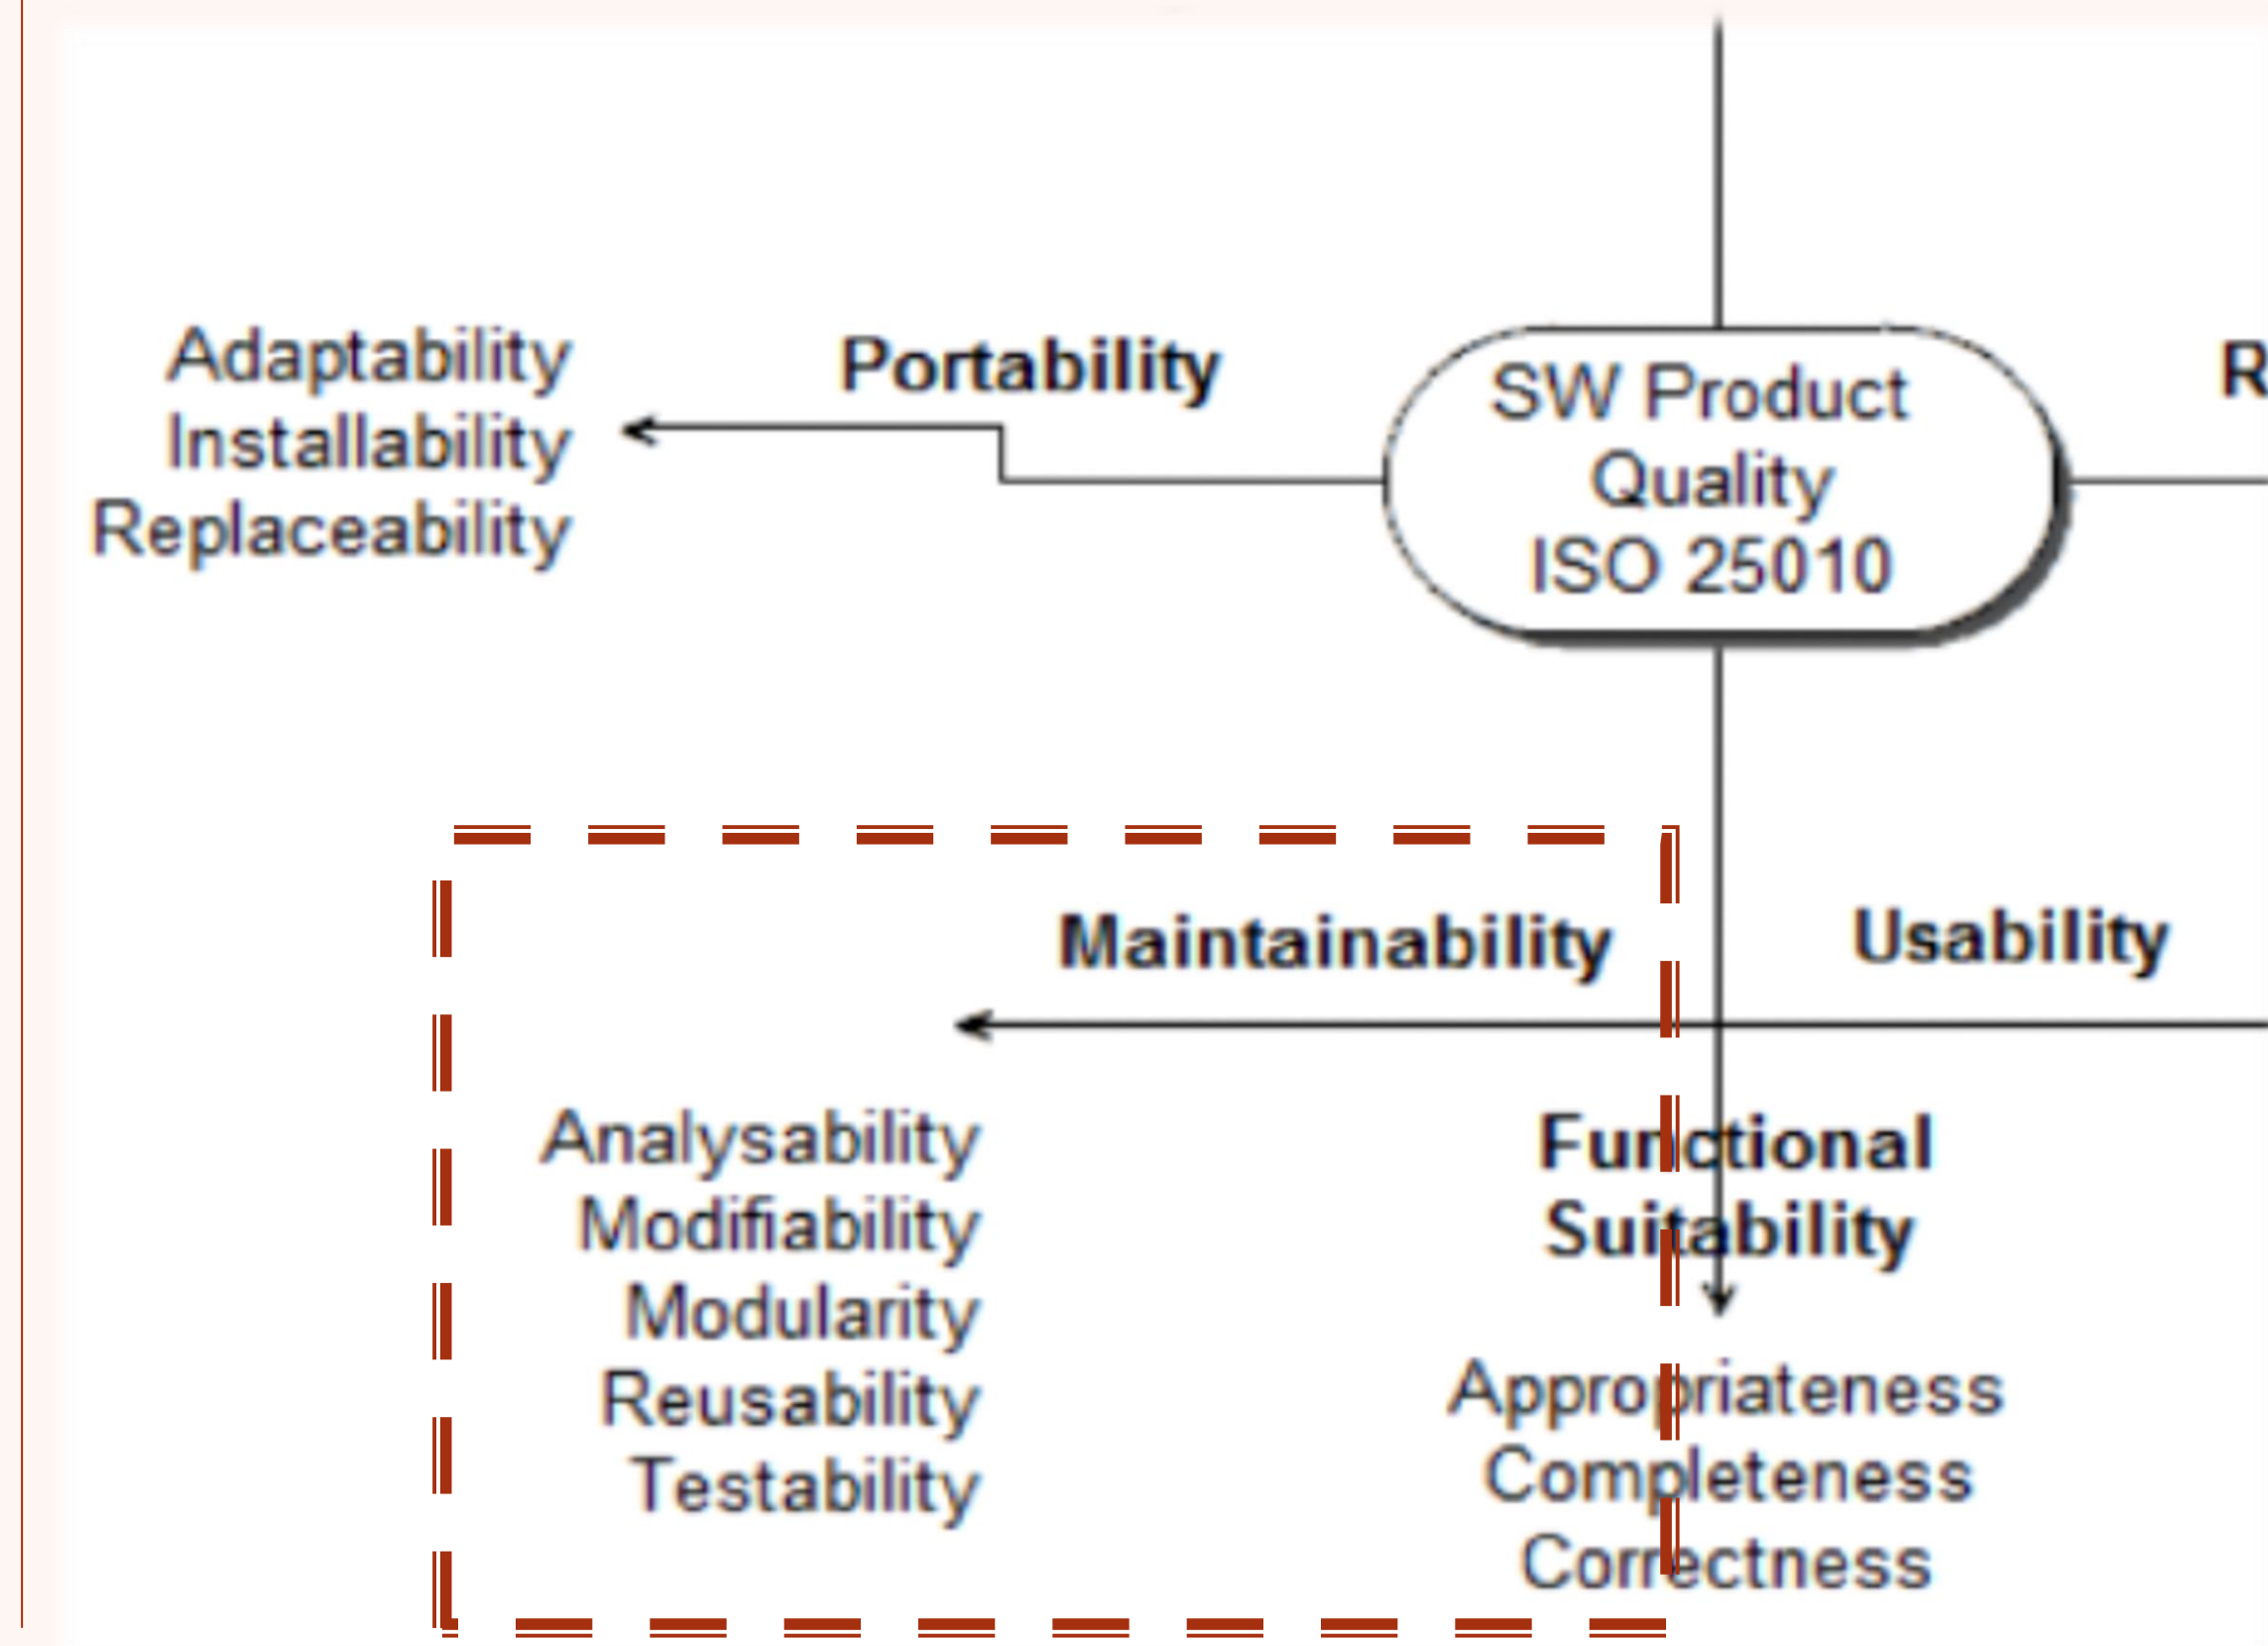 Adaptability
Installability
Replaceability
Portability
SW Product
Quality
ISO 25010
R
Maintainability
Usability
Analysability
Modifiability
Modularity
Reusability
Testability
Functional
Suitability
Appropriateness
Completeness
Correctness